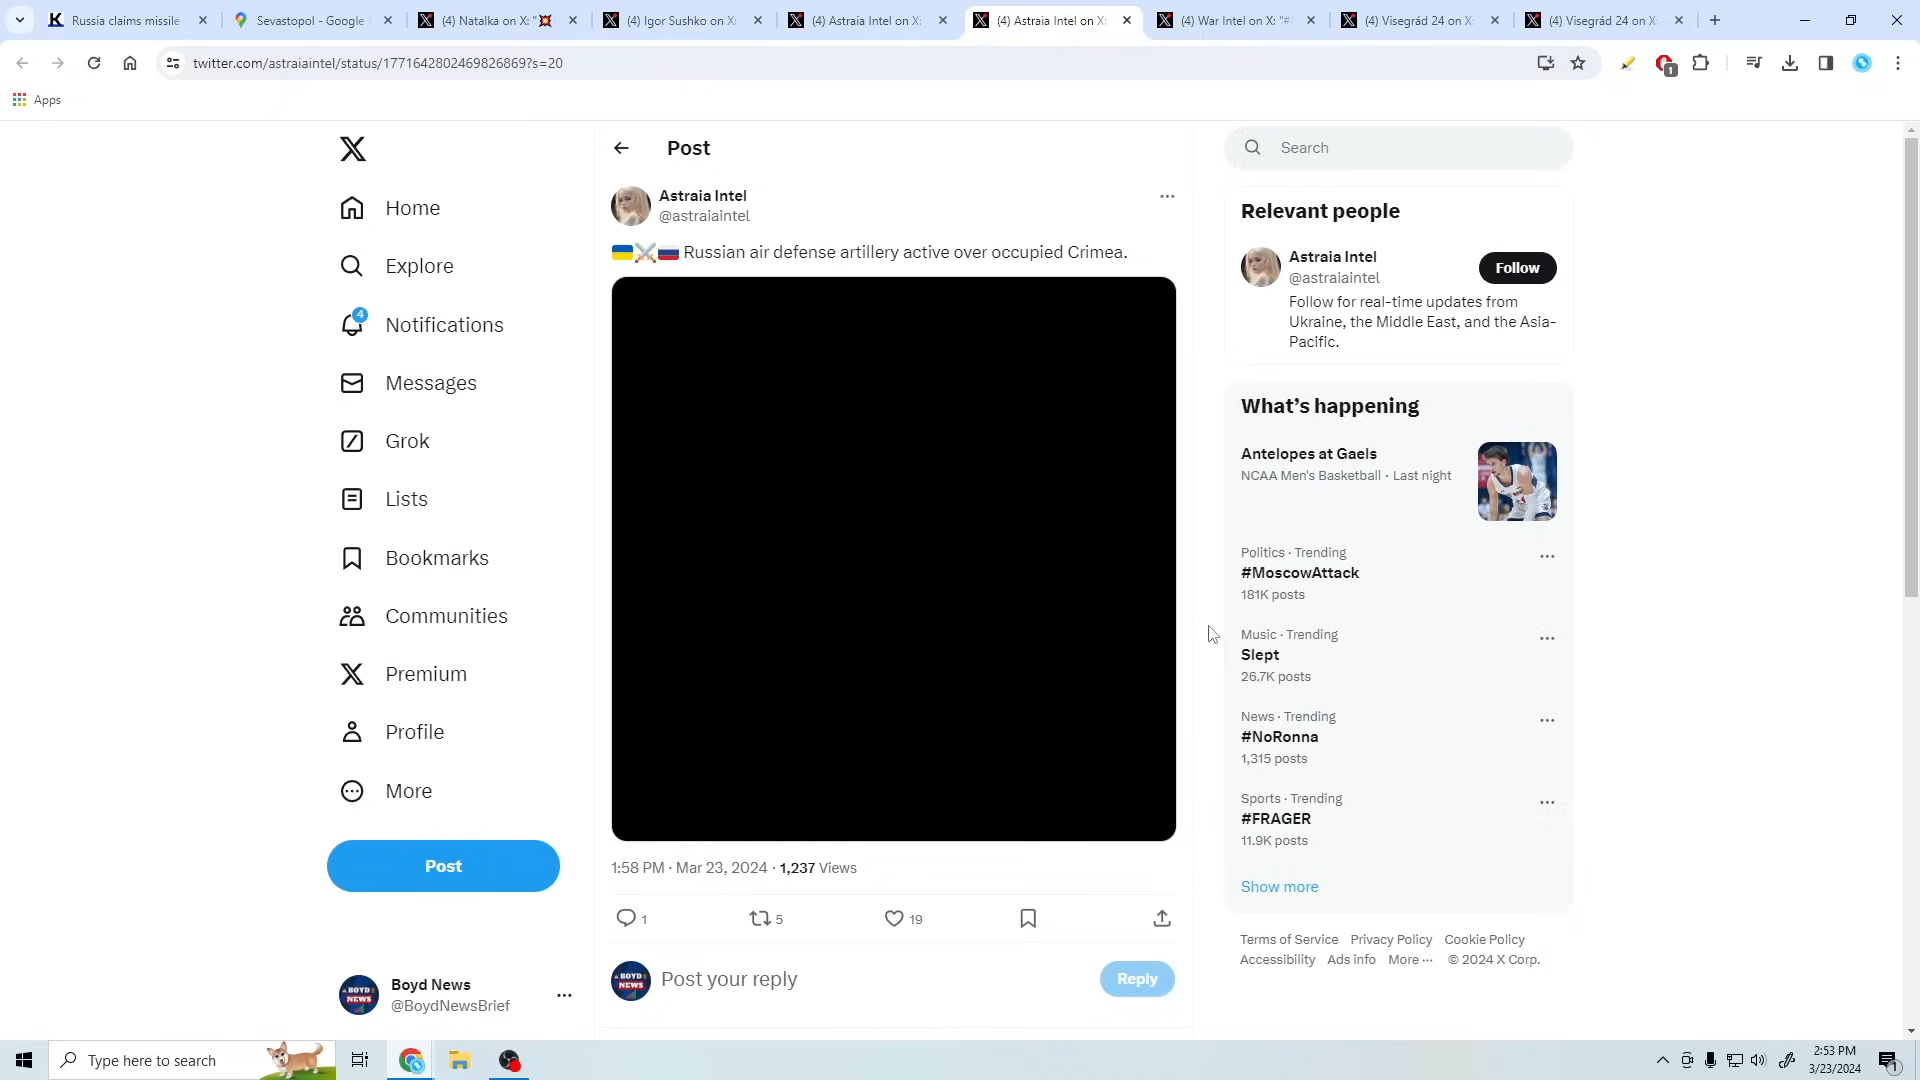 Russia claims missile
Sevastopol - Google
(4) Natalka on X: "💥
(4) Igor Sushko on X:
(4) Astraia Intel on X:
(4) Astraia Intel on X:
(4) War Intel on X: "#
(4) Visegrád 24 on X
(4) Visegrád 24 on X
twitter.com/astraiaintel/status/1771642802469826869?s=20
1
Apps
Home
Explore
4
Notifications
Messages
Grok
Lists
Bookmarks
Communities
Premium
Profile
More
Post
Boyd News
@BoydNewsBrief
Post
Astraia Intel
@astraiaintel
🇺🇦⚔️🇷🇺 Russian air defense artillery active over occupied Crimea.
1:58 PM · Mar 23, 2024 · 1,237 Views
1
5
19
BOYD
NEWS
Post your reply
Reply
Search
Relevant people
Astraia Intel
@astraiaintel
Follow
Follow for real-time updates from
Ukraine, the Middle East, and the Asia-
Pacific.
What’s happening
Antelopes at Gaels
NCAA Men's Basketball · Last night
Politics · Trending
#MoscowAttack
181K posts
Music · Trending
Slept
26.7K posts
News · Trending
#NoRonna
1,315 posts
Sports · Trending
#FRAGER
11.9K posts
Show more
Terms of Service Privacy Policy Cookie Policy
Accessibility Ads info More ··· © 2024 X Corp.
Type here to search
2:53 PM
3/23/2024
1